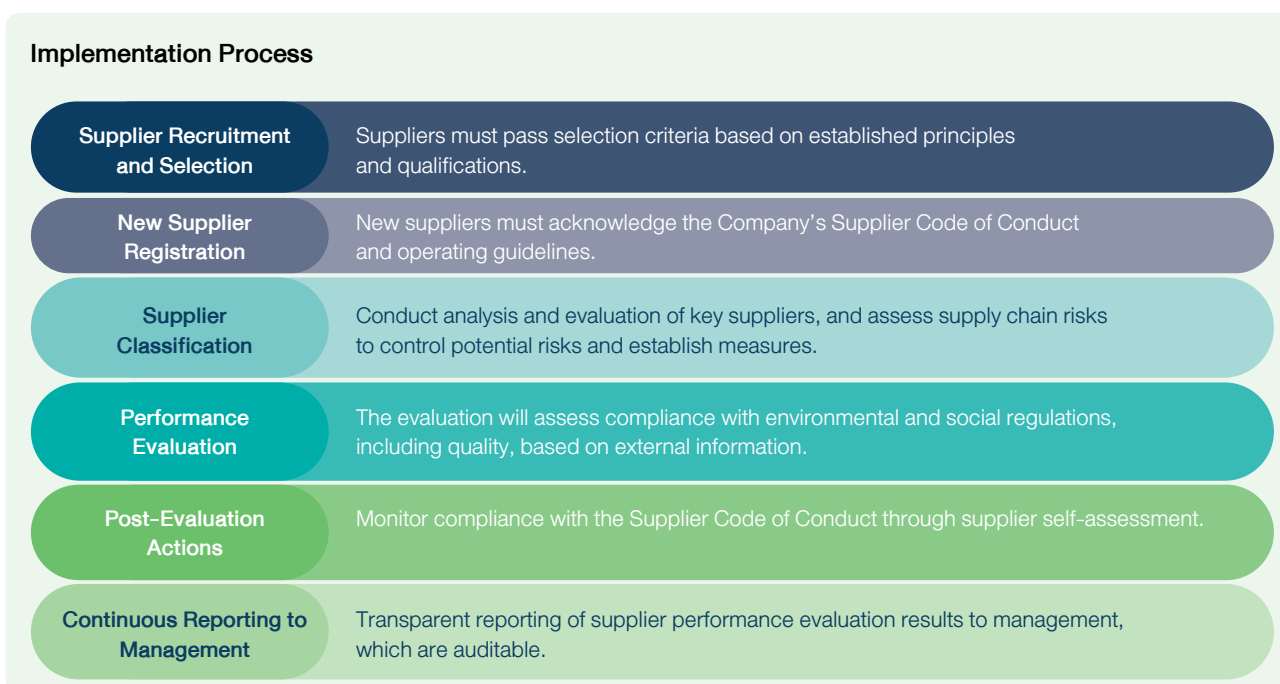 Implementation Process
Supplier Recruitment
and Selection
Suppliers must pass selection criteria based on established principles
and qualifications.
New Supplier
Registration
New suppliers must acknowledge the Company's Supplier Code of Conduct
and operating guidelines.
Supplier
Classification
Conduct analysis and evaluation of key suppliers, and assess supply chain risks
to control potential risks and establish measures.
Performance
Evaluation
The evaluation will assess compliance with environmental and social regulations,
including quality, based on external information.
Post-Evaluation
Actions
Monitor compliance with the Supplier Code of Conduct through supplier self-assessment.
Continuous Reporting to
Management
Transparent reporting of supplier performance evaluation results to management,
which are auditable.